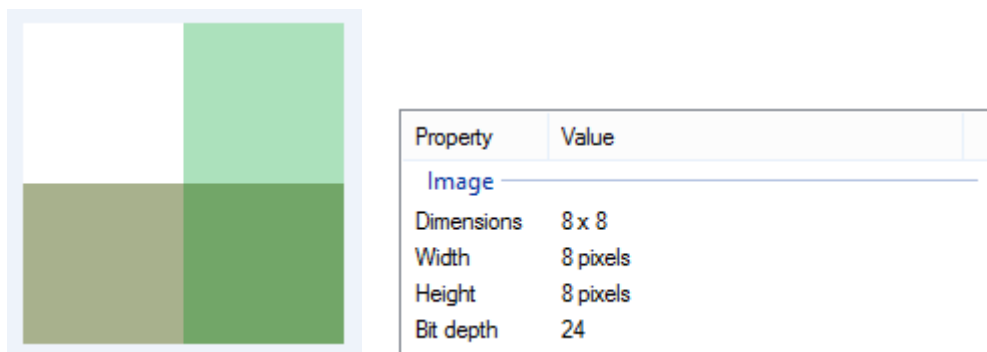 Property Value
Image
Dimensions 8 x 8
Width 8 pixels
Height 8 pixels
Bit depth 24